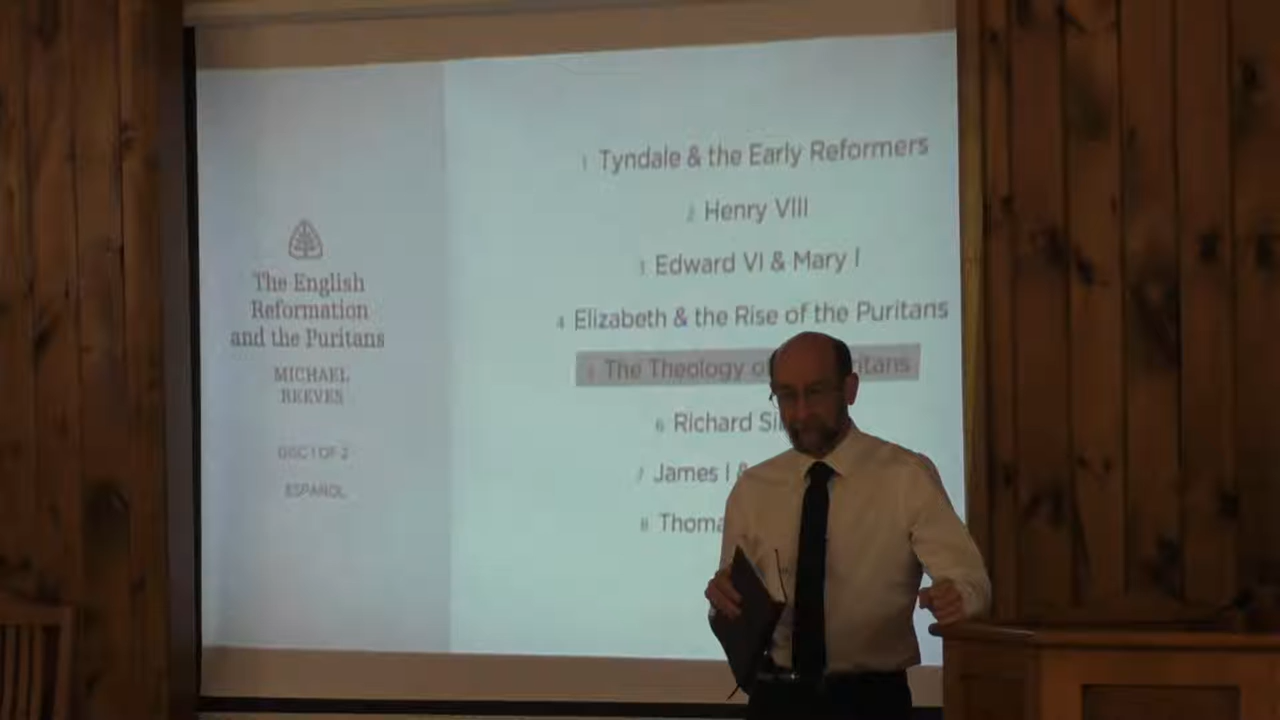 The English
Reformation
and the Puritans
MICHAEL
REEVES
DISC 1 OF 2
ESPAÑOL
1 Tyndale & the Early Reformers
2 Henry VIII
3 Edward VI & Mary I
4 Elizabeth & the Rise of the Puritans
5 The Theology of
6 Richard
7 James I &
8